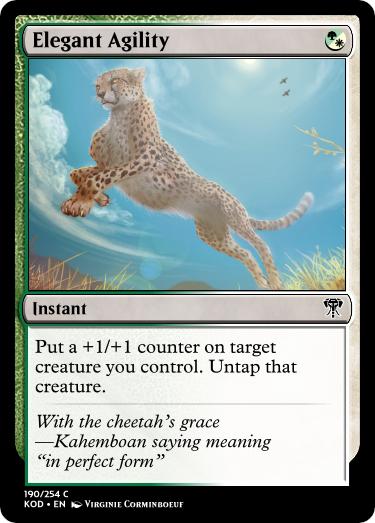 Elegant Agility
Instant
Put a +1/+1 counter on target
creature you control. Untap that
creature.
With the cheetah's grace
—Kahemboan saying meaning
"in perfect form"
190/254 C
KOD • EN Virginie Corminboeuf